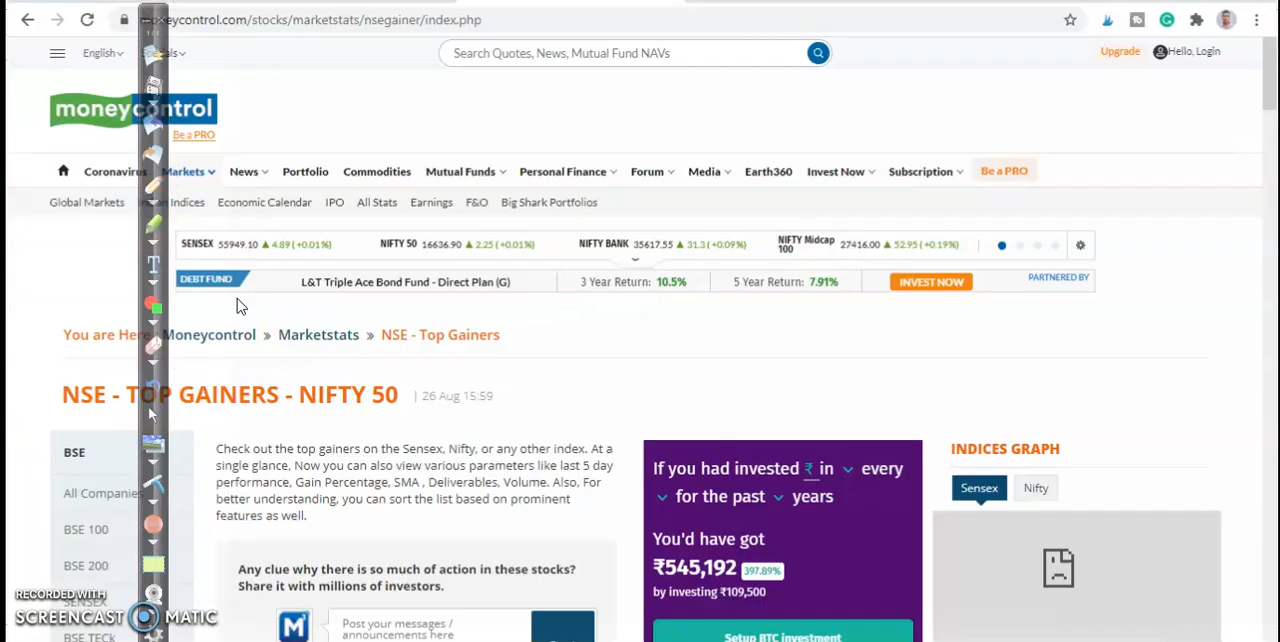 eycontrol.com/stocks/marketstats/nsegainer/index.php
English
Search Quotes, News, Mutual Fund NAVs
Upgrade
Hello, Login
moneycontrol
Be a PRO
Coronavirus Markets News Portfolio Commodities Mutual Funds Personal Finance Forum Media Earth360 Invest Now Subscription Be a PRO
Global Markets Indices Economic Calendar IPO All Stats Earnings F&O Big Shark Portfolios
SENSEX 55949.10 ▲ 4.89 (+0.01%) NIFTY 50 16636.90 ▲ 2.25 (+0.01%) NIFTY BANK 35617.55 ▲ 31.3 (+0.09%) NIFTY Midcap 100 27416.00 ▲ 52.95 (+0.19%)
DEBT FUND L&T Triple Ace Bond Fund - Direct Plan (G) 3 Year Return: 10.5% 5 Year Return: 7.91% INVEST NOW PARTNERED BY
You are Here Moneycontrol » Marketstats » NSE - Top Gainers
NSE - TOP GAINERS - NIFTY 50 | 26 Aug 15:59
BSE
All Companies
BSE 100
BSE 200
SENSEX
BSE TECK
Check out the top gainers on the Sensex, Nifty, or any other index. At a
single glance, Now you can also view various parameters like last 5 day
performance, Gain Percentage, SMA , Deliverables, Volume. Also, For
better understanding, you can sort the list based on prominent
features as well.
Any clue why there is so much of action in these stocks?
Share it with millions of investors.
M
Post your messages /
announcements here
If you had invested ₹ in every
for the past years
You'd have got
₹545,192 397.89%
by investing ₹109,500
Setup BTC investment
INDICES GRAPH
Sensex Nifty
RECORDED WITH
SCREENCAST MATIC